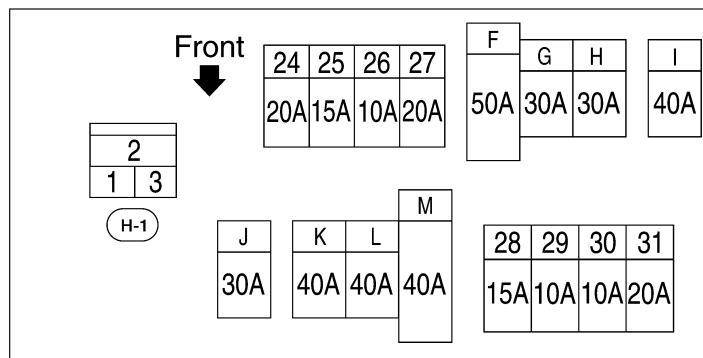 Front
24 25 26 27
20A 15A 10A 20A
F
50A
G H
30A 30A
I
40A
2
1 3
H-1
J
30A
K L
40A 40A
M
40A
28 29 30 31
15A 10A 10A 20A